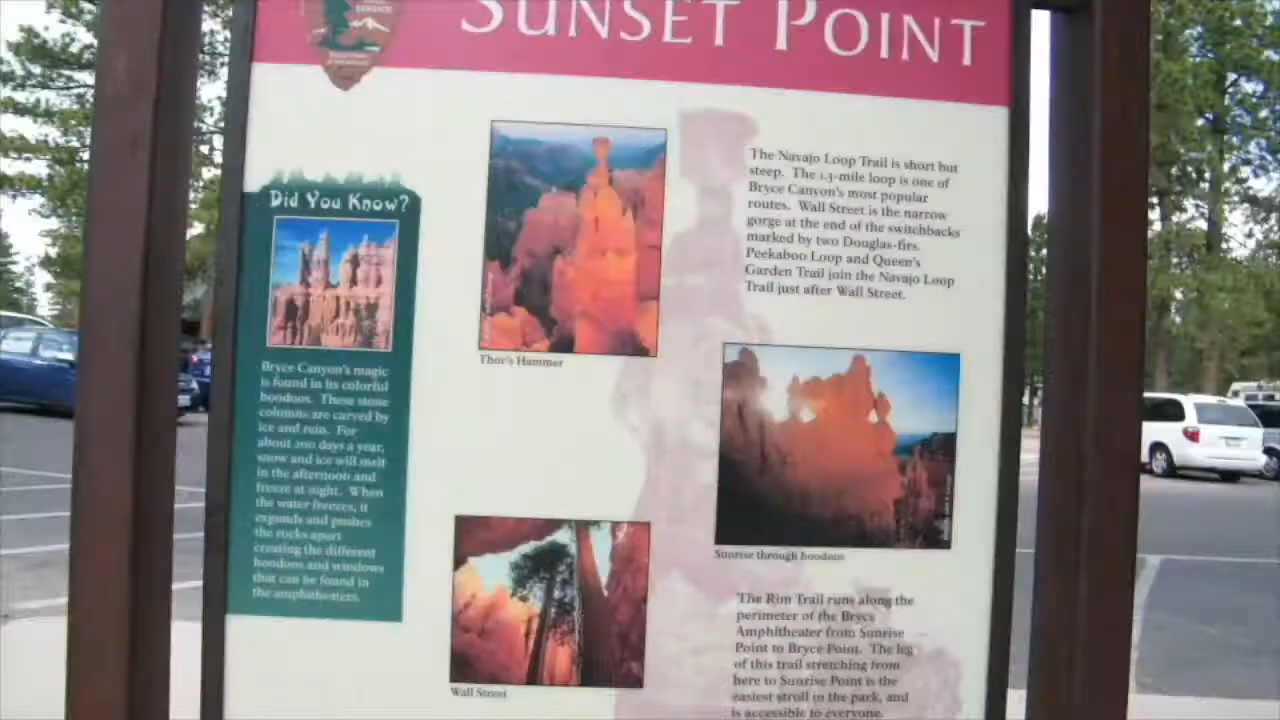 SUNSET POINT
Did You Know?
Bryce Canyon's magic
is found in its colorful
hoodoos. These stone
columns are carved by
ice and rain. For
about 200 days a year,
snow and ice will melt
in the afternoon and
freeze at night. When
the water freezes, it
expands and pushes
the rocks apart
creating the different
hoodoos and windows
that can be found in
the amphitheaters.
Thor's Hammer
Wall Street
The Navajo Loop Trail is short but
steep. The 1.3-mile loop is one of
Bryce Canyon's most popular
routes. Wall Street is the narrow
gorge at the end of the switchbacks
marked by two Douglas-firs.
Peekaboo Loop and Queen's
Garden Trail join the Navajo Loop
Trail just after Wall Street.
Sunrise through hoodoos
The Rim Trail runs along the
perimeter of the Bryce
Amphitheater from Sunrise
Point to Bryce Point. The leg
of this trail stretching from
here to Sunrise Point is the
easiest stroll in the park, and
is accessible to everyone.